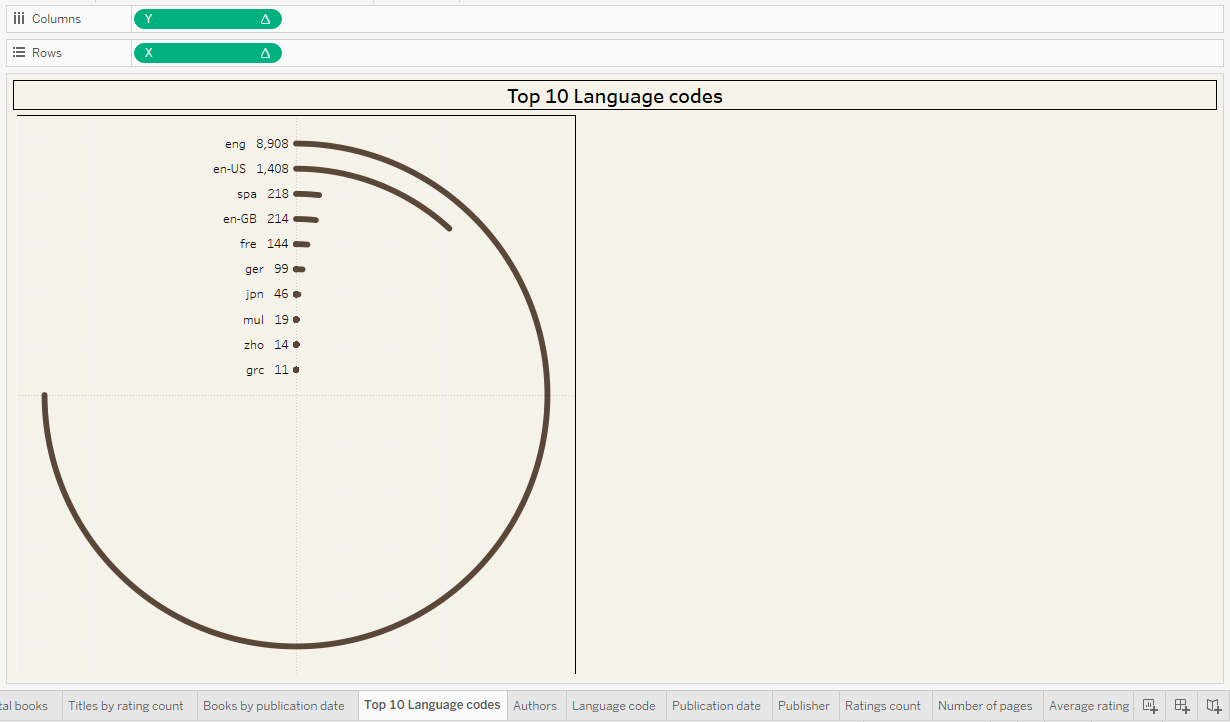 Columns Y Δ
Rows X Δ
Top 10 Language codes
eng 8,908
en-US 1,408
spa 218
en-GB 214
fre 144
ger 99
jpn 46
mul 19
zho 14
grc 11
tal books Titles by rating count Books by publication date Top 10 Language codes Authors Language code Publication date Publisher Ratings count Number of pages Average rating